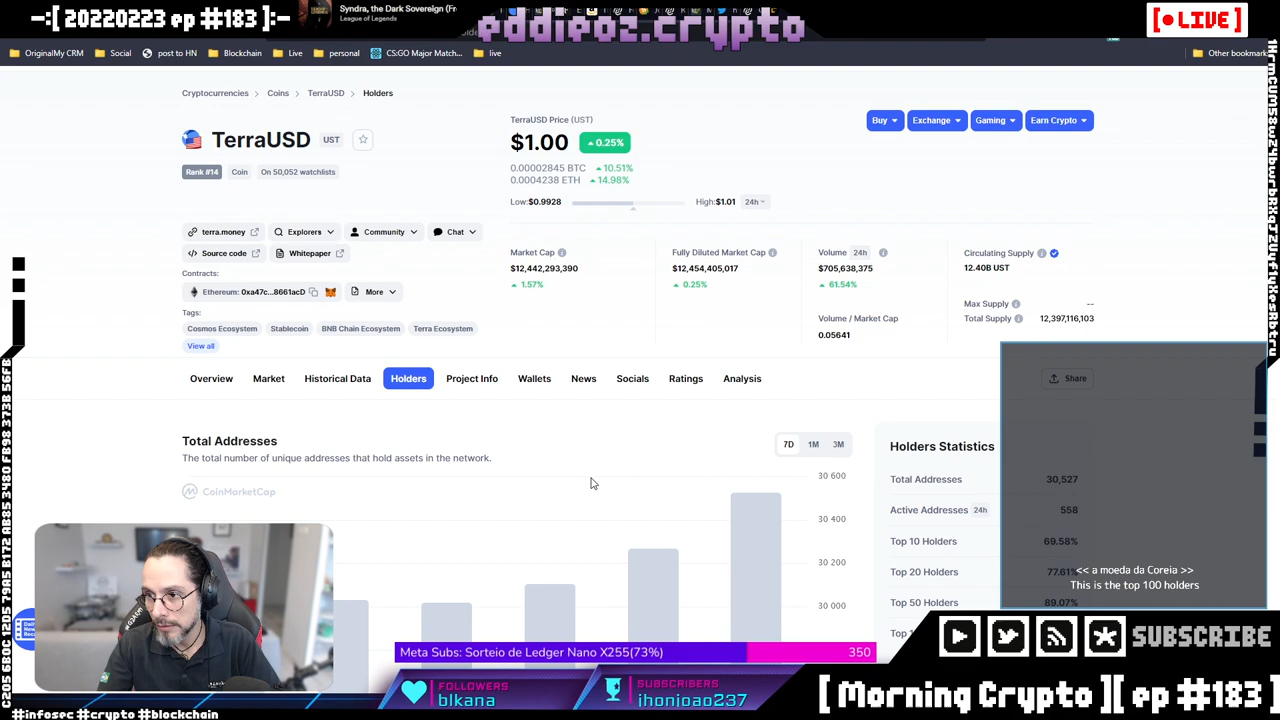 -:[ 20220223 ep #183 ]:-
Syndra, the Dark Sovereign (Fr
League of Legends
eddieoz.crypto
[ LIVE ]
OriginalMy CRM
Social
post to HN
Blockchain
Live
personal
CS:GO Major Match...
live
Other bookmark
Cryptocurrencies > Coins > TerraUSD > Holders
TerraUSD UST
Rank #14
Coin
On 50,052 watchlists
TerraUSD Price (UST)
$1.00 0.25%
0.00002845 BTC 10.51%
0.0004238 ETH 14.98%
Low:$0.9928
High:$1.01
24h
Buy
Exchange
Gaming
Earn Crypto
terra.money
Explorers
Community
Chat
Source code
Whitepaper
Contracts:
Ethereum: 0xa47c...8661acD
More
Tags:
Cosmos Ecosystem
Stablecoin
BNB Chain Ecosystem
Terra Ecosystem
View all
Market Cap
$12,442,293,390
1.57%
Fully Diluted Market Cap
$12,454,405,017
0.25%
Volume 24h
$705,638,375
61.54%
Volume / Market Cap
0.05641
Circulating Supply
12.40B UST
Max Supply --
Total Supply 12,397,116,103
Overview
Market
Historical Data
Holders
Project Info
Wallets
News
Socials
Ratings
Analysis
Share
Total Addresses
The total number of unique addresses that hold assets in the network.
7D 1M 3M
CoinMarketCap
30 600
30 400
30 200
30 000
Holders Statistics
Total Addresses 30,527
Active Addresses 24h 558
Top 10 Holders 69.58%
Top 20 Holders 77.61%
Top 50 Holders 89.07%
<< a moeda da Coreia >>
This is the top 100 holders
Meta Subs: Sorteio de Ledger Nano X255(73%)
350
FOLLOWERS
blkana
SUBSCRIBERS
ihonjoao237
SUBSCRIBE
[ Morning Crypto ][ ep #183 ]
#infosec #crypto #blockchain